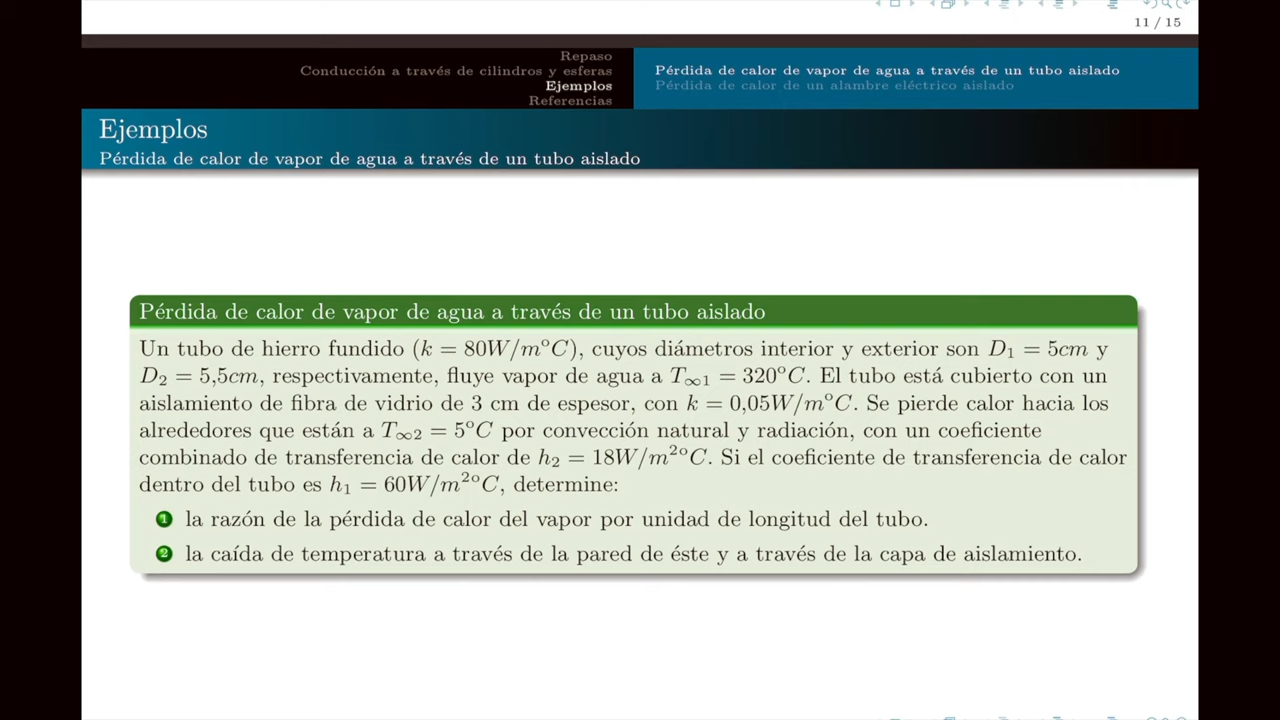 11 / 15
Repaso
Conducción a través de cilindros y esferas
Ejemplos
Referencias
Pérdida de calor de vapor de agua a través de un tubo aislado
Pérdida de calor de un alambre eléctrico aislado
Ejemplos
Pérdida de calor de vapor de agua a través de un tubo aislado
Pérdida de calor de vapor de agua a través de un tubo aislado
Un tubo de hierro fundido (k = 80W/m°C), cuyos diámetros interior y exterior son D₁ = 5cm y
D₂ = 5,5cm, respectivamente, fluye vapor de agua a T∞1 = 320°C. El tubo está cubierto con un
aislamiento de fibra de vidrio de 3 cm de espesor, con k = 0,05W/m°C. Se pierde calor hacia los
alrededores que están a T∞2 = 5°C por convección natural y radiación, con un coeficiente
combinado de transferencia de calor de h₂ = 18W/m²°C. Si el coeficiente de transferencia de calor
dentro del tubo es h₁ = 60W/m²°C, determine:
1 la razón de la pérdida de calor del vapor por unidad de longitud del tubo.
2 la caída de temperatura a través de la pared de éste y a través de la capa de aislamiento.